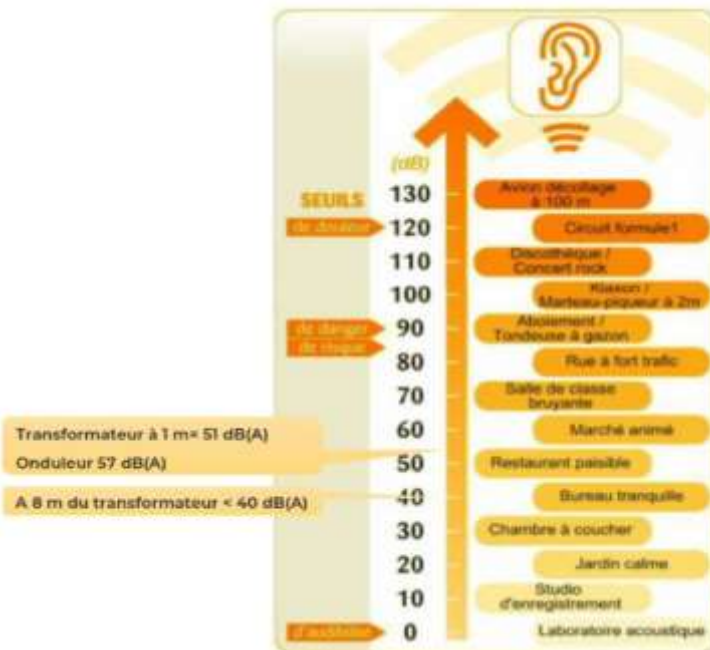 (dB)
SEUILS
130
Avion décollage
à 100 m
de douleur
120
Circuit formule1
110
Discothèque /
Concert rock
100
Klaxon /
Marteau-piqueur à 2m
de danger
90
Aboiement /
Tondeuse à gazon
de risque
80
Rue à fort trafic
70
Salle de classe
bruyante
60
Marché animé
Transformateur à 1 m= 51 dB(A)
Onduleur 57 dB(A)
50
Restaurant paisible
A 8 m du transformateur < 40 dB(A)
40
Bureau tranquille
30
Chambre à coucher
20
Jardin calme
10
Studio
d'enregistrement
d'audibilité
0
Laboratoire acoustique